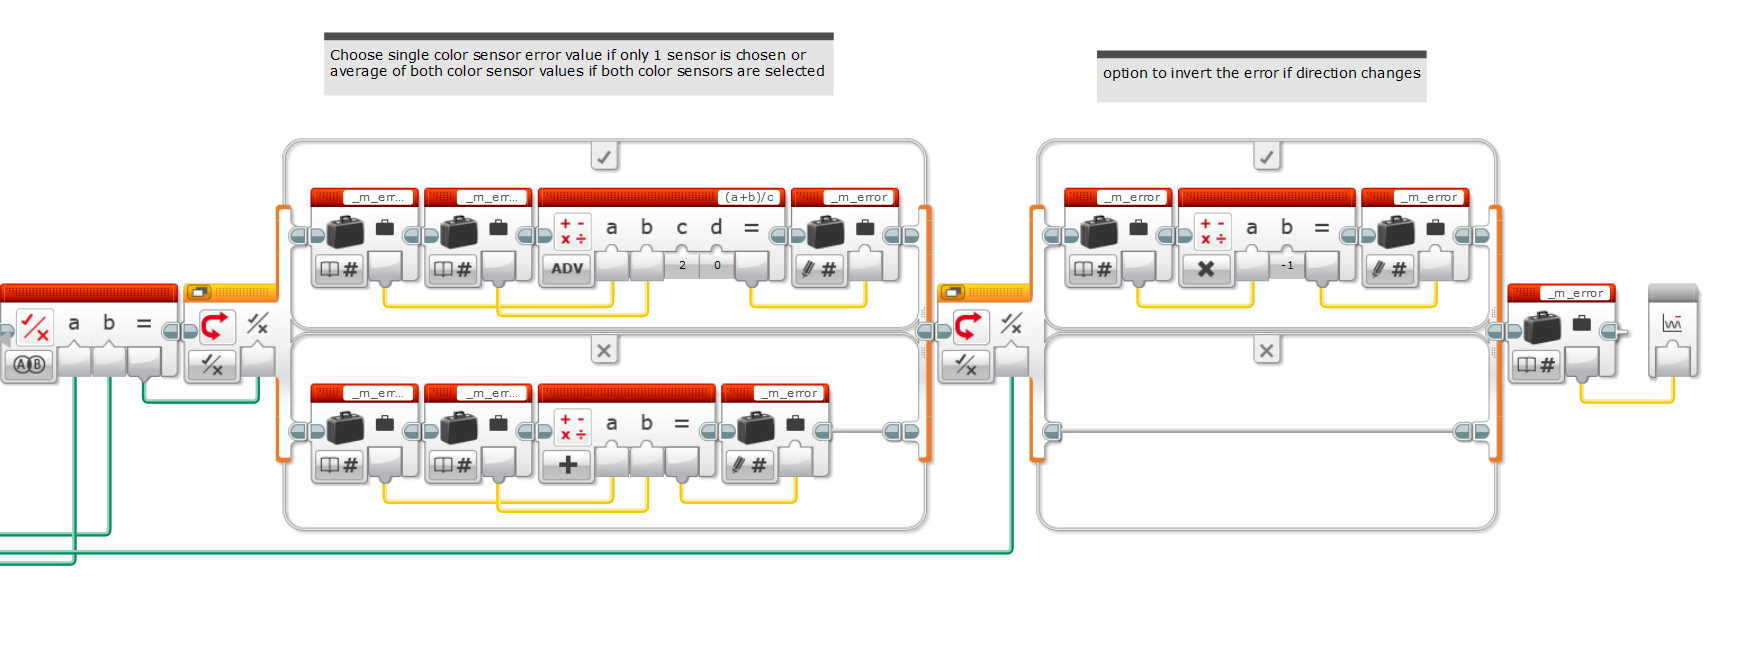 Choose single color sensor error value if only 1 sensor is chosen or
average of both color sensor values if both color sensors are selected
option to invert the error if direction changes
_m_err... _m_err... (a+b)/c _m_error
a b c d =
# # ADV 2 0 #
_m_error _m_error
a b =
# -1 #
a b =
A B
_m_error
#
_m_err... _m_err... _m_error
a b =
# # + #